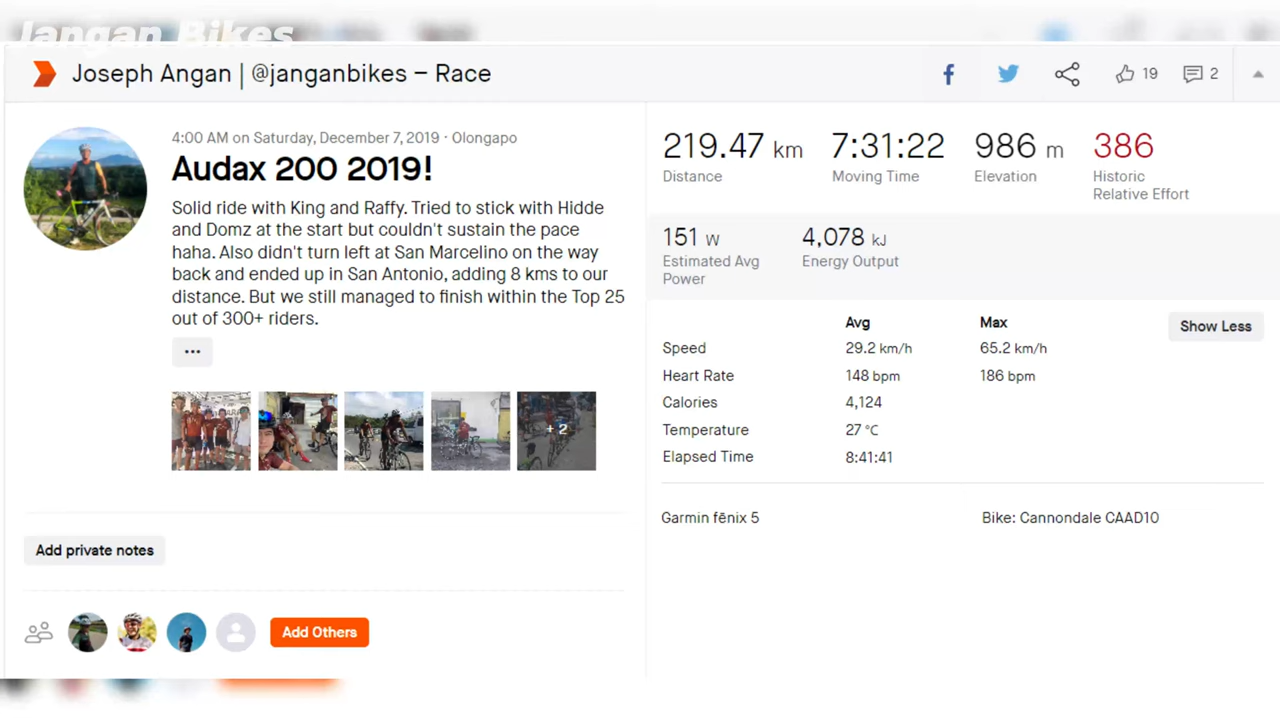 Jangan Bikes
Joseph Angan | @janganbikes – Race
19
2
4:00 AM on Saturday, December 7, 2019 · Olongapo
Audax 200 2019!
Solid ride with King and Raffy. Tried to stick with Hidde
and Domz at the start but couldn't sustain the pace
haha. Also didn't turn left at San Marcelino on the way
back and ended up in San Antonio, adding 8 kms to our
distance. But we still managed to finish within the Top 25
out of 300+ riders.
+ 2
Add private notes
Add Others
219.47 km
Distance
7:31:22
Moving Time
986 m
Elevation
386
Historic
Relative Effort
151 W
Estimated Avg
Power
4,078 kJ
Energy Output
Avg Max
Show Less
Speed 29.2 km/h 65.2 km/h
Heart Rate 148 bpm 186 bpm
Calories 4,124
Temperature 27 °C
Elapsed Time 8:41:41
Garmin fēnix 5
Bike: Cannondale CAAD10